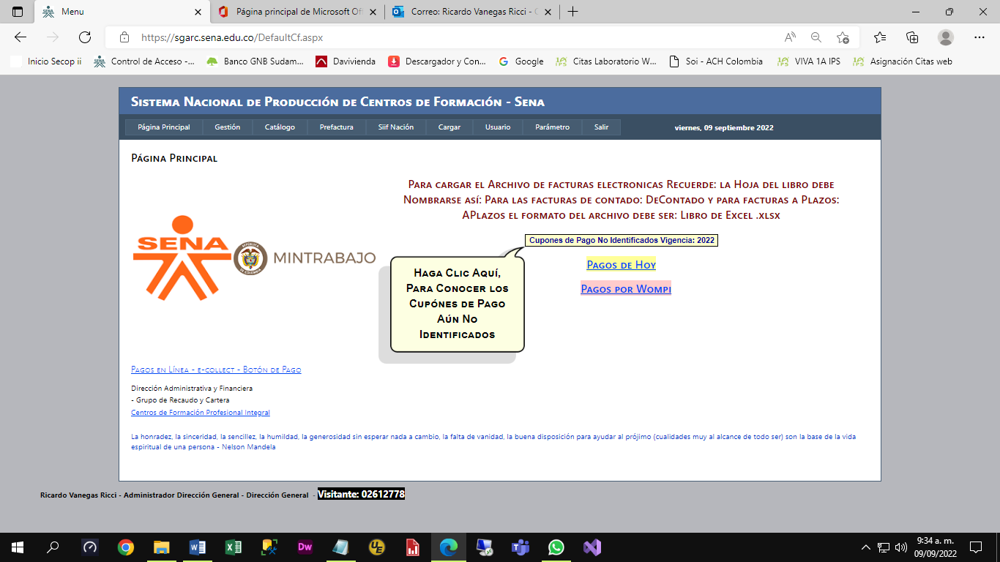 Menu
Página principal de Microsoft Off
Correo: Ricardo Vanegas Ricci - O
https://sgarc.sena.edu.co/DefaultCf.aspx
Inicio Secop ii
Control de Acceso -...
Banco GNB Sudam...
Davivienda
Descargador y Con...
Google
Citas Laboratorio W...
Soi - ACH Colombia
VIVA 1A IPS
Asignación Citas web
Sistema Nacional de Producción de Centros de Formación - Sena
Página Principal
Gestión
Catálogo
Prefactura
Siif Nación
Cargar
Usuario
Parámetro
Salir
viernes, 09 septiembre 2022
Página Principal
Para cargar el Archivo de facturas electronicas Recuerde: la Hoja del libro debe
Nombrarse así: Para las facturas de contado: DeContado y para facturas a Plazos:
APlazos el formato del archivo debe ser: Libro de Excel .xlsx
SENA
MINTRABAJO
Cupones de Pago No Identificados Vigencia: 2022
Haga Clic Aquí,
Para Conocer los
Cupónes de Pago
Aún No
Identificados
Pagos de Hoy
Pagos por Wompi
Pagos en Línea - e-collect - Botón de Pago
Dirección Administrativa y Financiera
- Grupo de Recaudo y Cartera
Centros de Formación Profesional Integral
La honradez, la sinceridad, la sencillez, la humildad, la generosidad sin esperar nada a cambio, la falta de vanidad, la buena disposición para ayudar al prójimo (cualidades muy al alcance de todo ser) son la base de la vida
espiritual de una persona - Nelson Mandela
Ricardo Vanegas Ricci - Administrador Dirección General - Dirección General - Visitante: 02612778
9:34 a. m.
09/09/2022